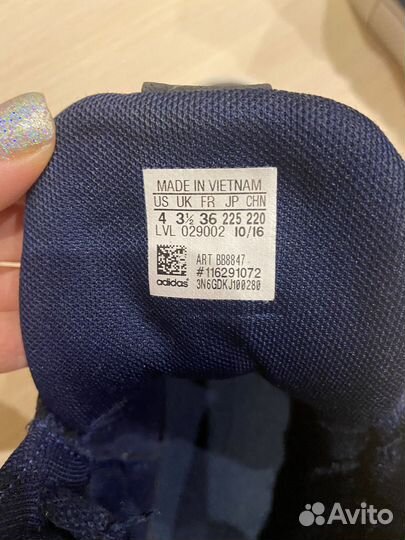 MADE IN VIETNAM
US UK FR JP CHN
4 3½ 36 225 220
LVL 029002 10/16
ART BB8847
#116291072
adidas 3N6GDKJ100280
Avito